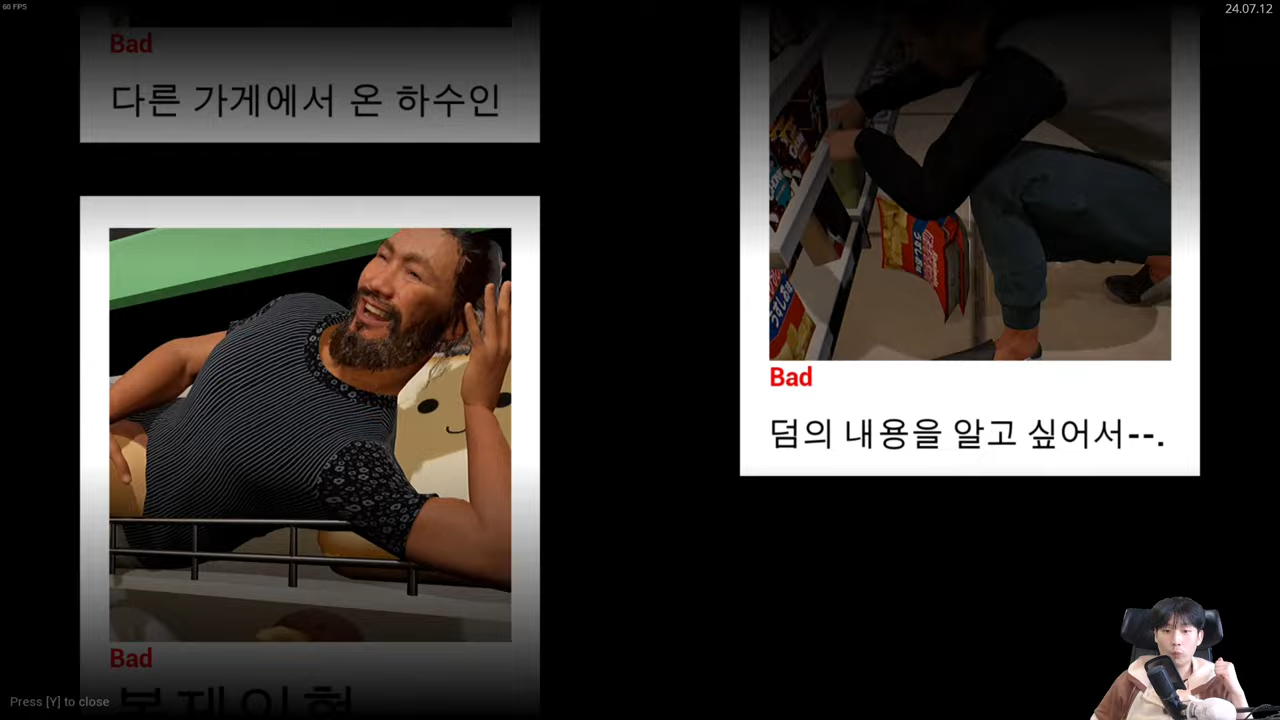 60 FPS
24.07.12
Bad
다른 가게에서 온 하수인
Bad
덤의 내용을 알고 싶어서--.
Bad
Press [Y] to close